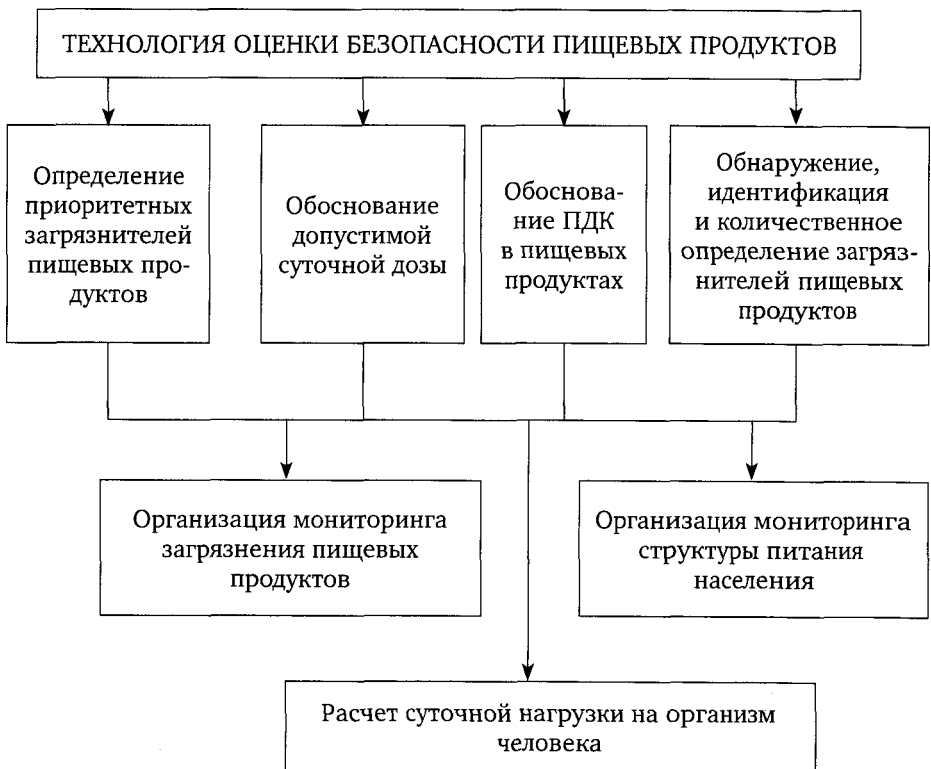 ТЕХНОЛОГИЯ ОЦЕНКИ БЕЗОПАСНОСТИ ПИЩЕВЫХ ПРОДУКТОВ
Определение
приоритетных
загрязнителей
пищевых про-
дуктов
Обоснование
допустимой
суточной дозы
Обоснова-
ние ПДК
в пищевых
продуктах
Обнаружение,
идентификация
и количественное
определение загряз-
нителей пищевых
продуктов
Организация мониторинга
загрязнения пищевых
продуктов
Организация мониторинга
структуры питания
населения
Расчет суточной нагрузки на организм
человека